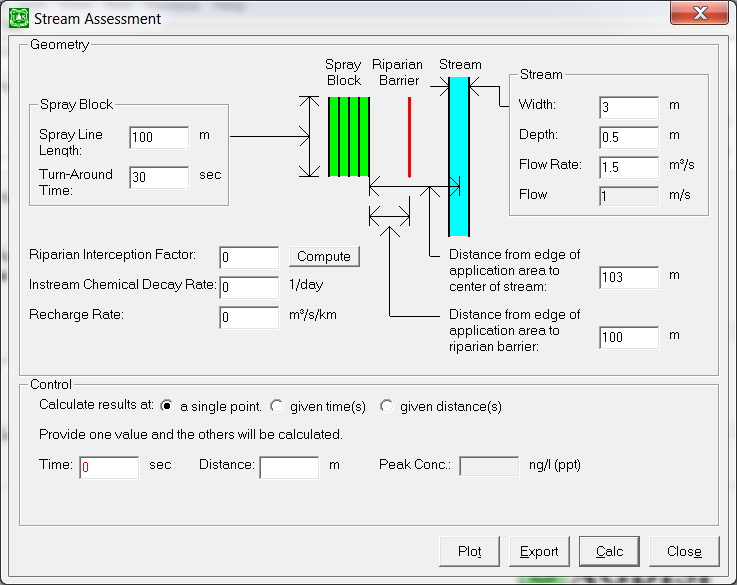 Stream Assessment
Geometry
Spray Block
Riparian Barrier
Stream
Spray Block
Spray Line Length:
100
m
Turn-Around Time:
30
sec
Stream
Width:
3
m
Depth:
0.5
m
Flow Rate:
1.5
m³/s
Flow
1
m/s
Riparian Interception Factor:
0
Compute
Instream Chemical Decay Rate:
0
1/day
Recharge Rate:
0
m³/s/km
Distance from edge of
application area to
center of stream:
103
m
Distance from edge of
application area to
riparian barrier:
100
m
Control
Calculate results at:
a single point.
given time(s)
given distance(s)
Provide one value and the others will be calculated.
Time:
0
sec
Distance:
m
Peak Conc.:
ng/l (ppt)
Plot
Export
Calc
Close